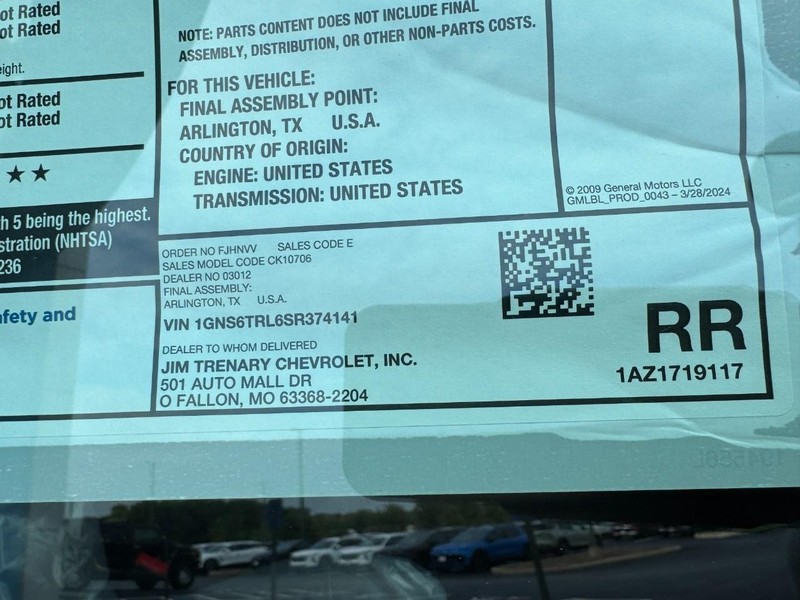 ot Rated
ot Rated
eight.
ot Rated
ot Rated
★★
th 5 being the highest.
stration (NHTSA)
236
afety and
NOTE: PARTS CONTENT DOES NOT INCLUDE FINAL
ASSEMBLY, DISTRIBUTION, OR OTHER NON-PARTS COSTS.
FOR THIS VEHICLE:
FINAL ASSEMBLY POINT:
ARLINGTON, TX U.S.A.
COUNTRY OF ORIGIN:
ENGINE: UNITED STATES
TRANSMISSION: UNITED STATES
© 2009 General Motors LLC
GMLBL_PROD_0043 – 3/28/2024
ORDER NO FJHNVV SALES CODE E
SALES MODEL CODE CK10706
DEALER NO 03012
FINAL ASSEMBLY:
ARLINGTON, TX U.S.A.
VIN 1GNS6TRL6SR374141
DEALER TO WHOM DELIVERED
JIM TRENARY CHEVROLET, INC.
501 AUTO MALL DR
O FALLON, MO 63368-2204
RR
1AZ1719117